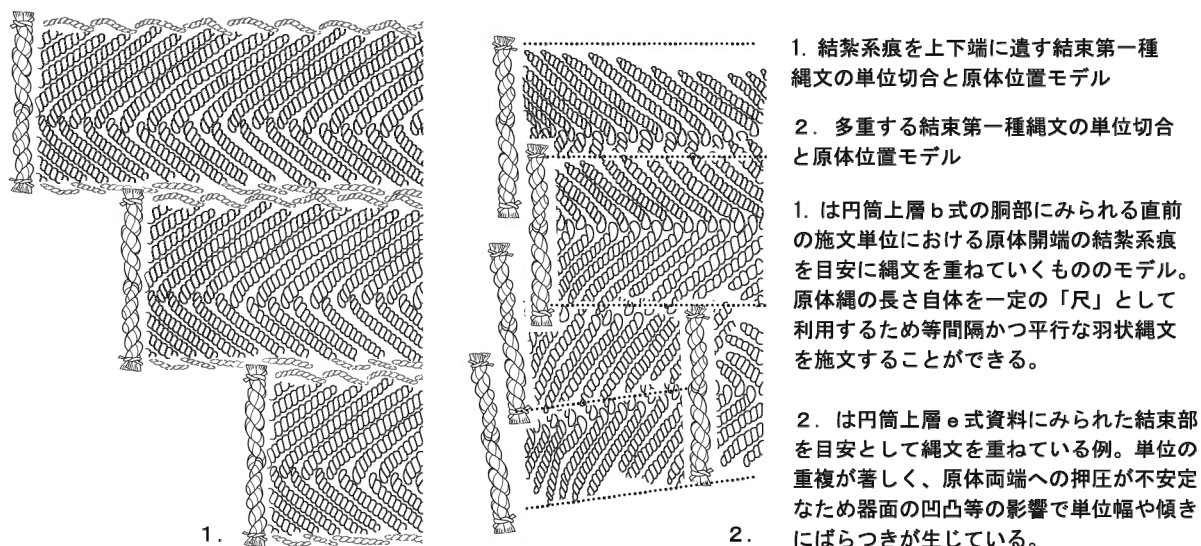 1. 結紮系痕を上下端に遺す結束第一種
縄文の単位切合と原体位置モデル
2. 多重する結束第一種縄文の単位切合
と原体位置モデル
1. は円筒上層b式の胴部にみられる直前
の施文単位における原体開端の結紮系痕
を目安に縄文を重ねていくもののモデル。
原体縄の長さ自体を一定の「尺」として
利用するため等間隔かつ平行な羽状縄文
を施文することができる。
2. は円筒上層e式資料にみられた結束部
を目安として縄文を重ねている例。単位の
重複が著しく、原体両端への押圧が不安定
なため器面の凹凸等の影響で単位幅や傾き
にばらつきが生じている。
1.
2.